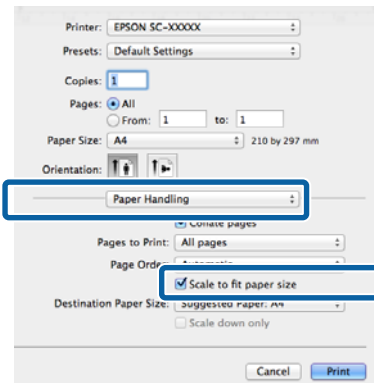 Printer: EPSON SC-XXXXX
Presets: Default Settings
Copies: 1
Pages: All
From: 1 to: 1
Paper Size: A4 210 by 297 mm
Orientation:
Paper Handling
Collate pages
Pages to Print: All pages
Page Order: Automatic
Scale to fit paper size
Destination Paper Size: Suggested Paper: A4
Scale down only
Cancel Print